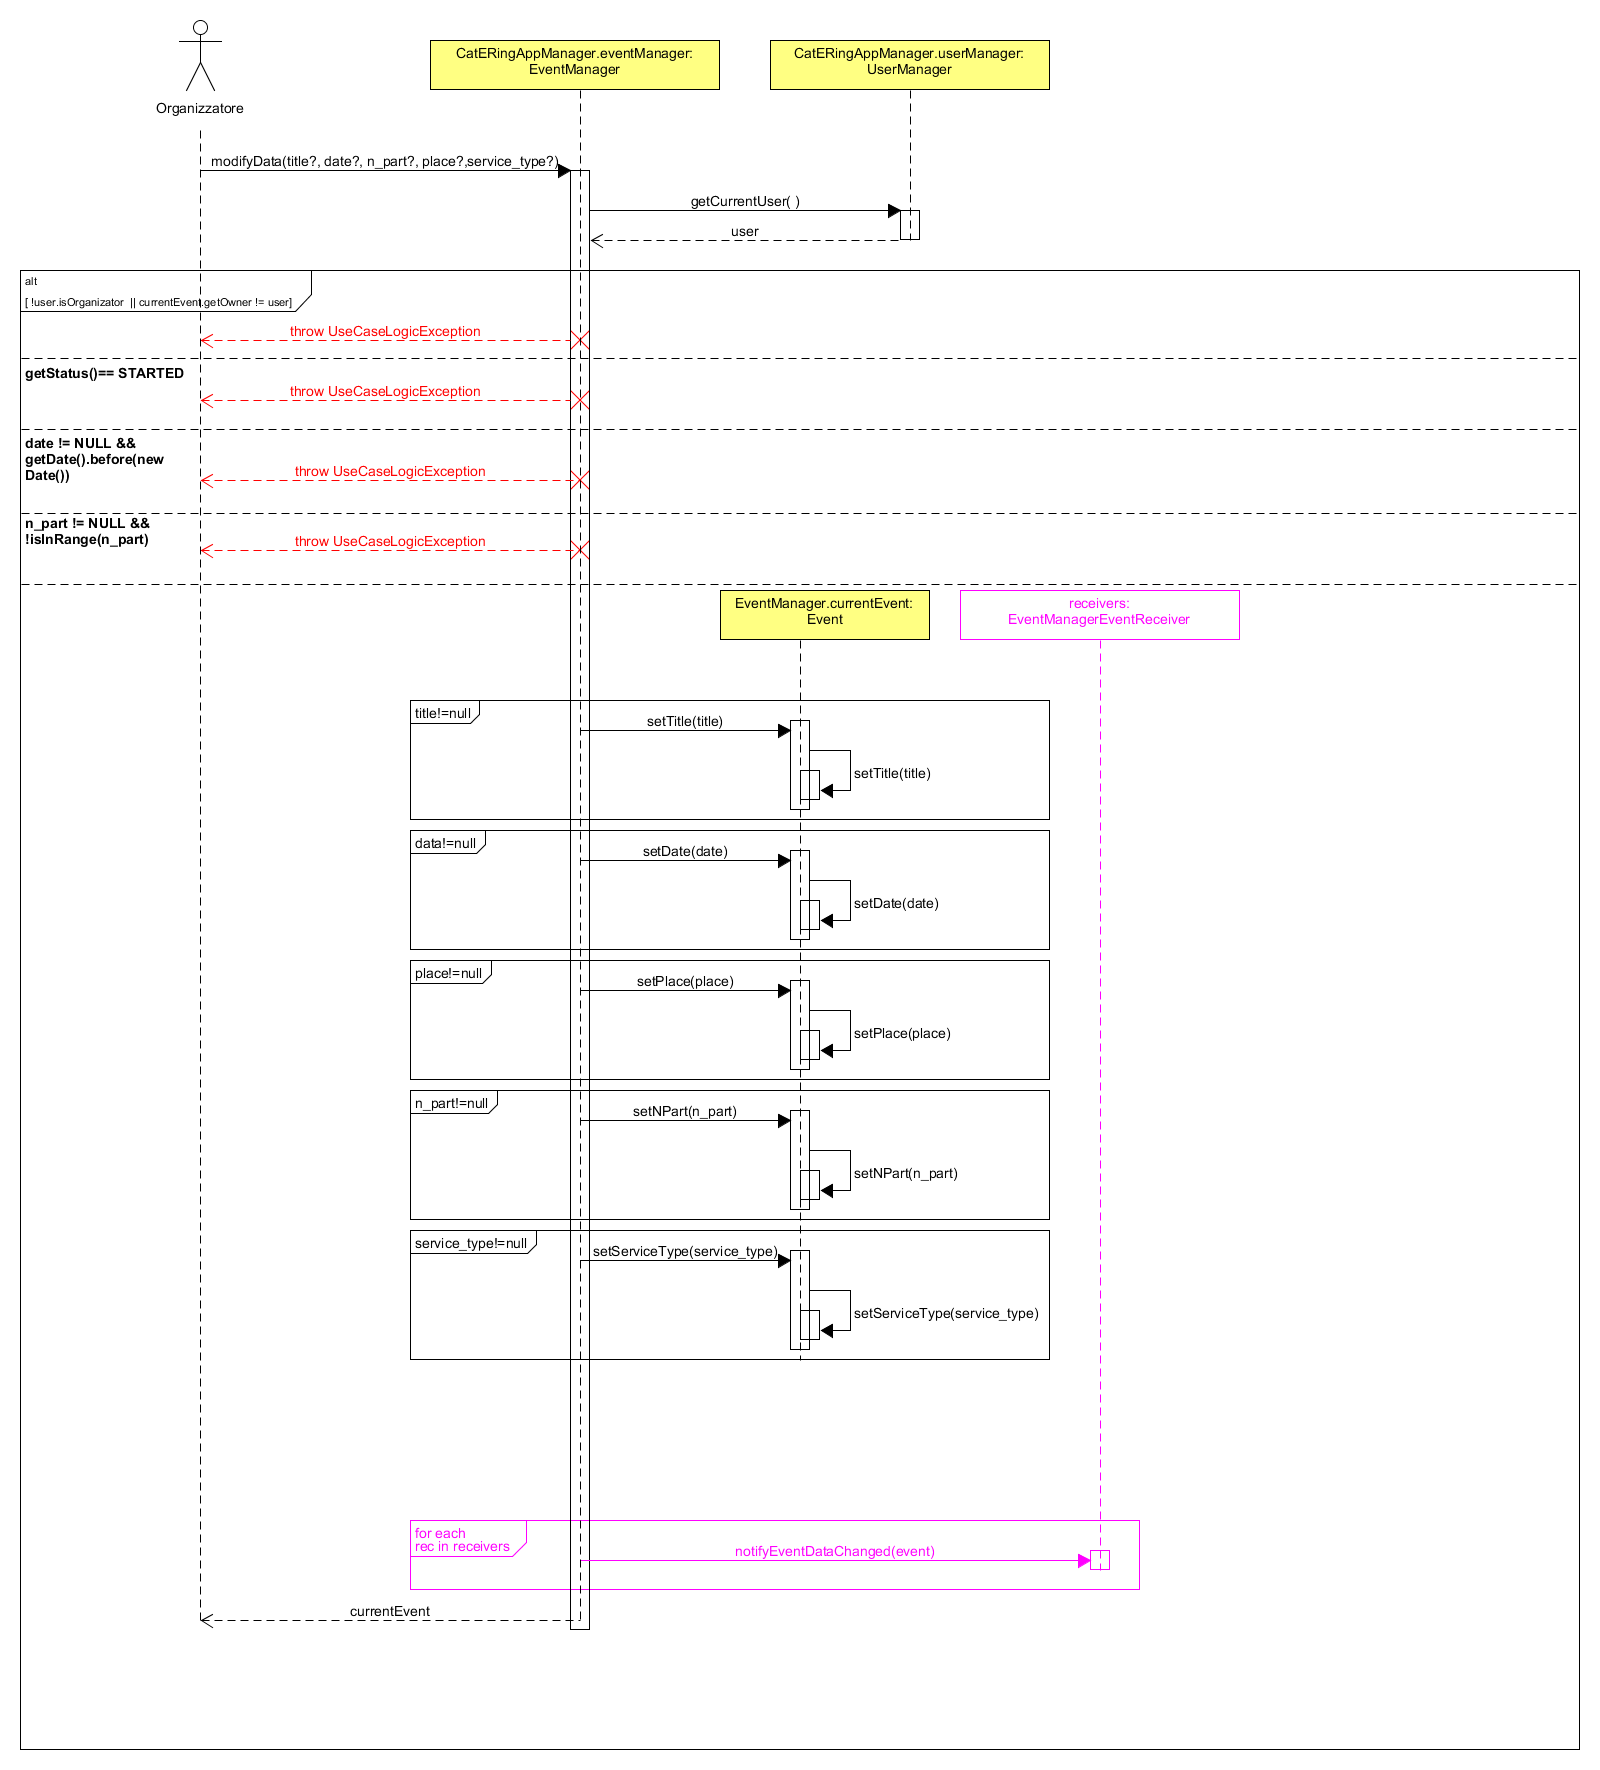 CatERingAppManager.eventManager:
EventManager
CatERingAppManager.userManager:
UserManager
Organizzatore
modifyData(title?, date?, n_part?, place?,service_type?)
getCurrentUser( )
user
alt
[ !user.isOrganizator  || currentEvent.getOwner != user]
throw UseCaseLogicException
getStatus()== STARTED
throw UseCaseLogicException
date != NULL &&
getDate().before(new
Date())
throw UseCaseLogicException
n_part != NULL &&
!isInRange(n_part)
throw UseCaseLogicException
EventManager.currentEvent:
Event
receivers:
EventManagerEventReceiver
title!=null
setTitle(title)
setTitle(title)
data!=null
setDate(date)
setDate(date)
place!=null
setPlace(place)
setPlace(place)
n_part!=null
setNPart(n_part)
setNPart(n_part)
service_type!=null
setServiceType(service_type)
setServiceType(service_type)
for each
rec in receivers
notifyEventDataChanged(event)
currentEvent